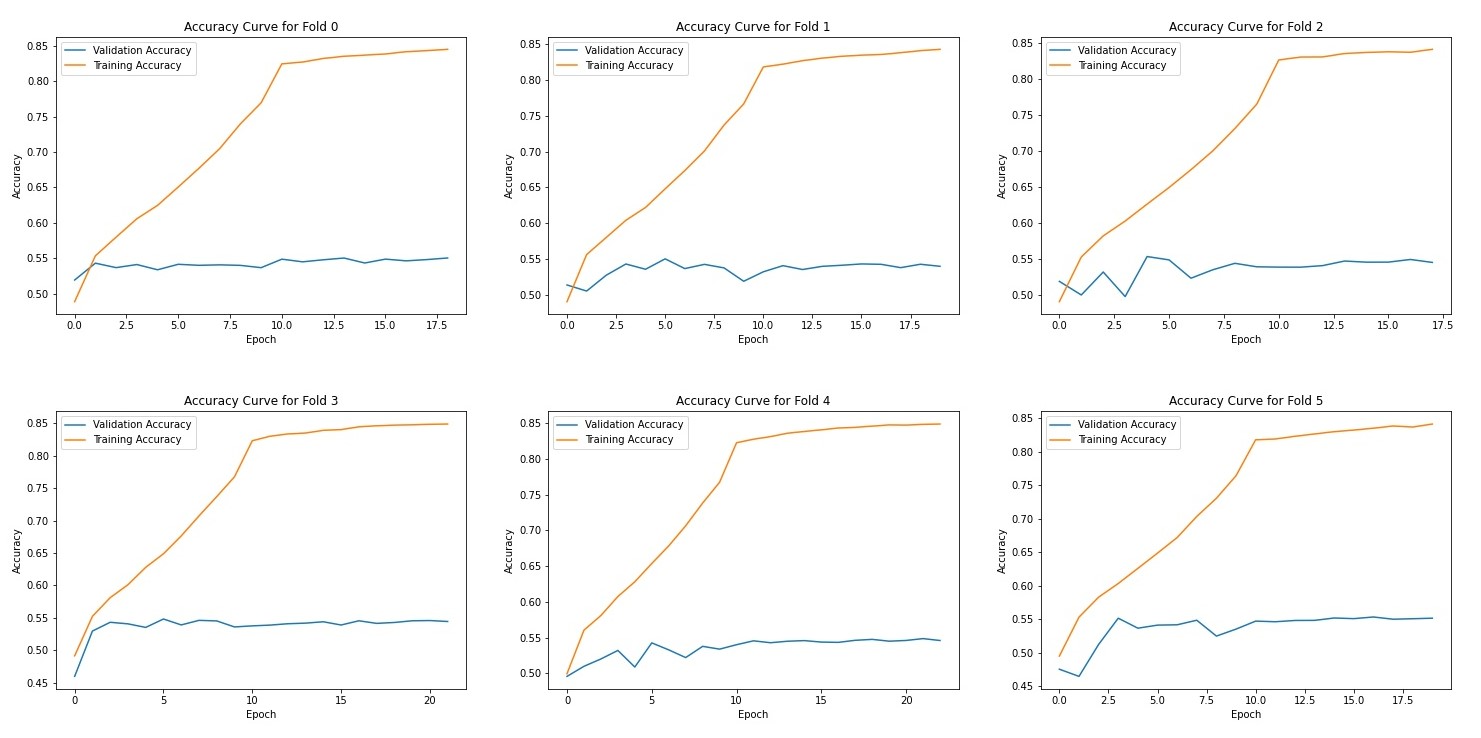 Accuracy Curve for Fold 0
Validation Accuracy
Training Accuracy
0.85
0.80
0.75
0.70
0.65
0.60
0.55
0.50
Accuracy
0.0 2.5 5.0 7.5 10.0 12.5 15.0 17.5
Epoch
Accuracy Curve for Fold 1
Validation Accuracy
Training Accuracy
0.85
0.80
0.75
0.70
0.65
0.60
0.55
0.50
Accuracy
0.0 2.5 5.0 7.5 10.0 12.5 15.0 17.5
Epoch
Accuracy Curve for Fold 2
Validation Accuracy
Training Accuracy
0.85
0.80
0.75
0.70
0.65
0.60
0.55
0.50
Accuracy
0.0 2.5 5.0 7.5 10.0 12.5 15.0 17.5
Epoch
Accuracy Curve for Fold 3
Validation Accuracy
Training Accuracy
0.85
0.80
0.75
0.70
0.65
0.60
0.55
0.50
0.45
Accuracy
0 5 10 15 20
Epoch
Accuracy Curve for Fold 4
Validation Accuracy
Training Accuracy
0.85
0.80
0.75
0.70
0.65
0.60
0.55
0.50
Accuracy
0 5 10 15 20
Epoch
Accuracy Curve for Fold 5
Validation Accuracy
Training Accuracy
0.85
0.80
0.75
0.70
0.65
0.60
0.55
0.50
0.45
Accuracy
0.0 2.5 5.0 7.5 10.0 12.5 15.0 17.5
Epoch